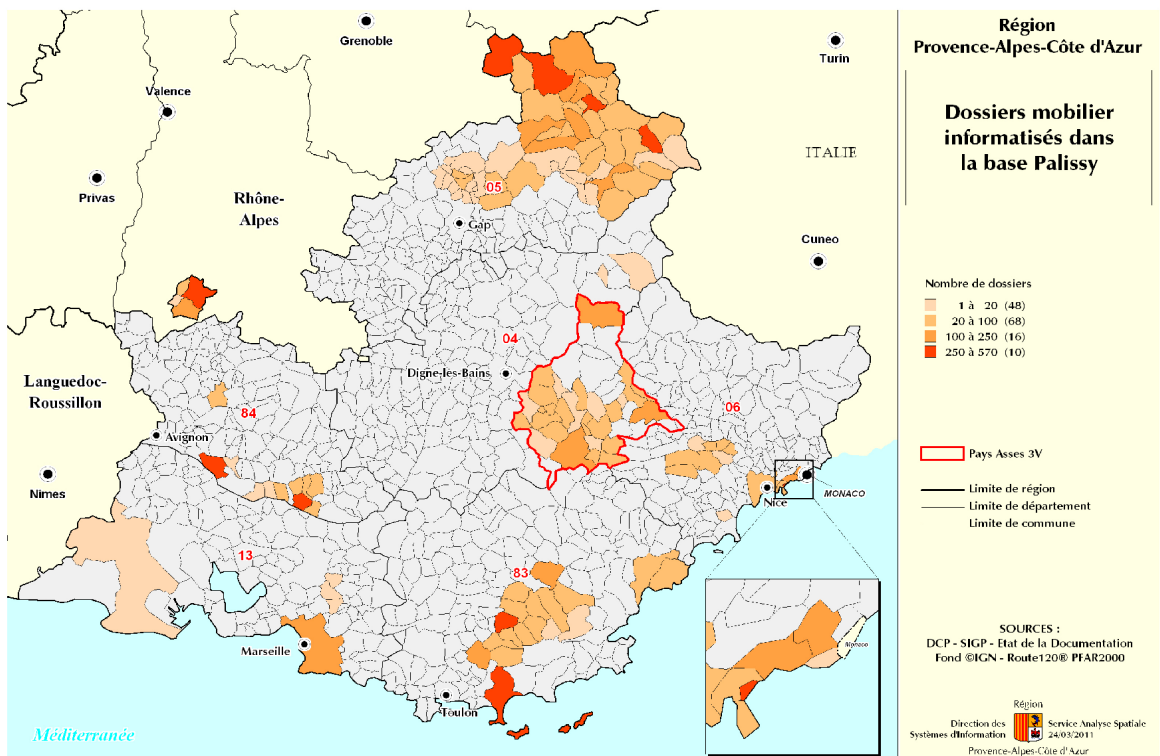 Grenoble
Turin
Valence
ITALIE
Privas
Rhône-
Alpes
05
Gap
Cuneo
04
Digne-les-Bains
Languedoc-
Roussillon
84
06
Avignon
Nimes
MONACO
Nice
13
83
Marseille
Toulon
Méditerranée
Monaco
Région
Provence-Alpes-Côte d'Azur
Dossiers mobilier
informatisés dans
la base Palissy
Nombre de dossiers
1 à 20 (48)
20 à 100 (68)
100 à 250 (16)
250 à 570 (10)
Pays Asses 3V
Limite de région
Limite de département
Limite de commune
SOURCES :
DCP - SIGP - Etat de la Documentation
Fond ©IGN - Route120® PFAR2000
Région
Direction des Systèmes d'Information
Service Analyse Spatiale
24/03/2011
Provence-Alpes-Côte d'Azur